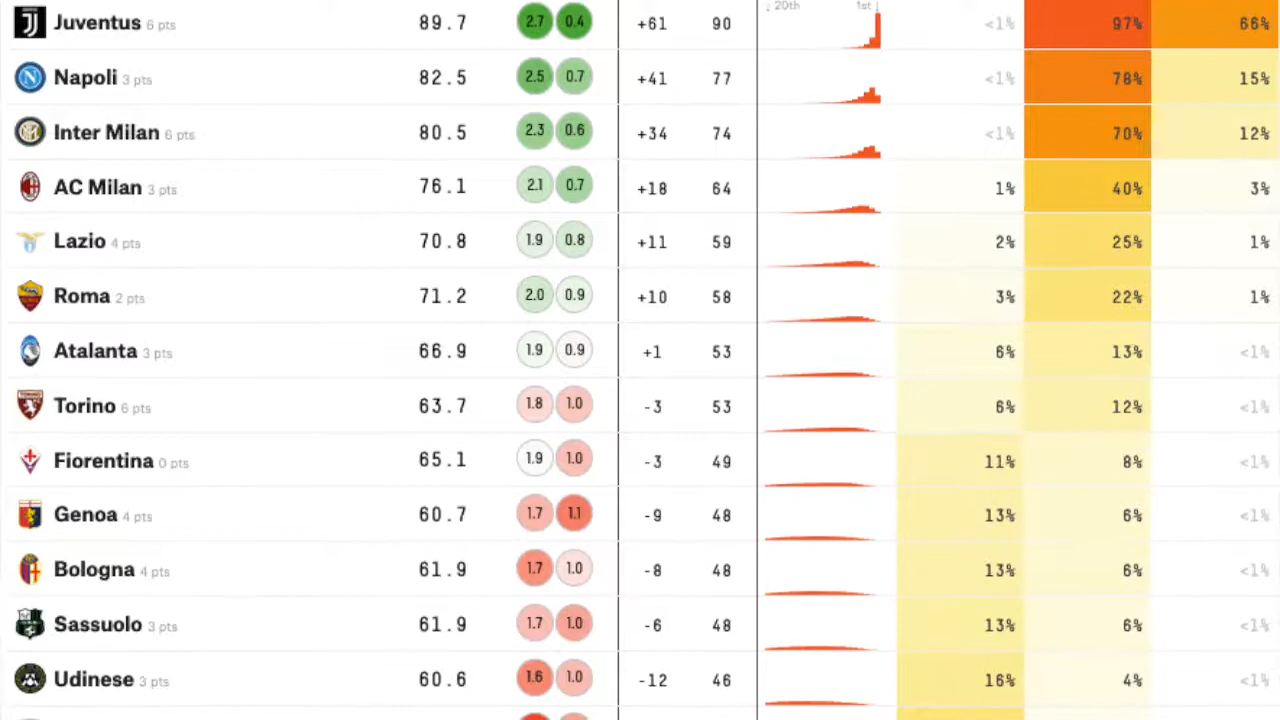 ↓ 20th 1st ↓
Juventus 6 pts 89.7 2.7 0.4 +61 90 <1% 97% 66%
Napoli 3 pts 82.5 2.5 0.7 +41 77 <1% 78% 15%
Inter Milan 6 pts 80.5 2.3 0.6 +34 74 <1% 70% 12%
AC Milan 3 pts 76.1 2.1 0.7 +18 64 1% 40% 3%
Lazio 4 pts 70.8 1.9 0.8 +11 59 2% 25% 1%
Roma 2 pts 71.2 2.0 0.9 +10 58 3% 22% 1%
Atalanta 3 pts 66.9 1.9 0.9 +1 53 6% 13% <1%
Torino 6 pts 63.7 1.8 1.0 -3 53 6% 12% <1%
Fiorentina 0 pts 65.1 1.9 1.0 -3 49 11% 8% <1%
Genoa 4 pts 60.7 1.7 1.1 -9 48 13% 6% <1%
Bologna 4 pts 61.9 1.7 1.0 -8 48 13% 6% <1%
Sassuolo 3 pts 61.9 1.7 1.0 -6 48 13% 6% <1%
Udinese 3 pts 60.6 1.6 1.0 -12 46 16% 4% <1%